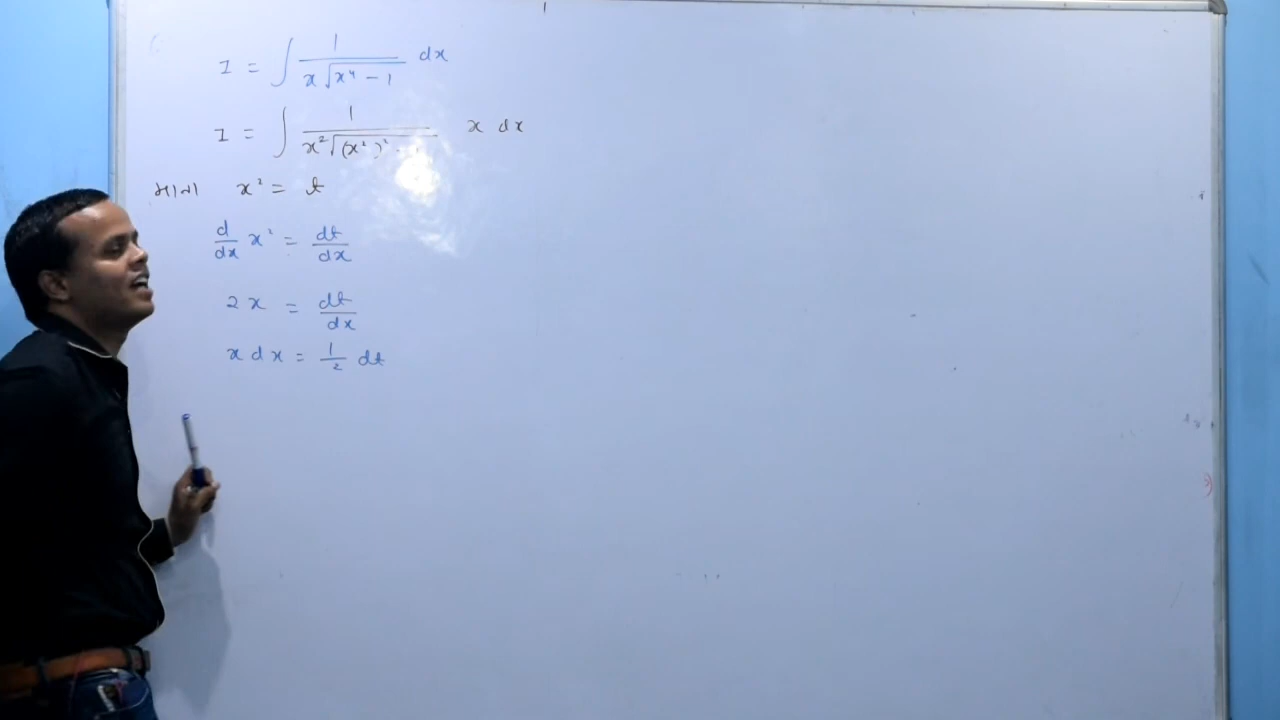 I = ∫ 1 / (x √(x⁴ - 1)) dx
I = ∫ 1 / (x² √((x²)² - 1)) x dx
माना x² = t
d/dx x² = dt/dx
2x = dt/dx
x dx = 1/2 dt